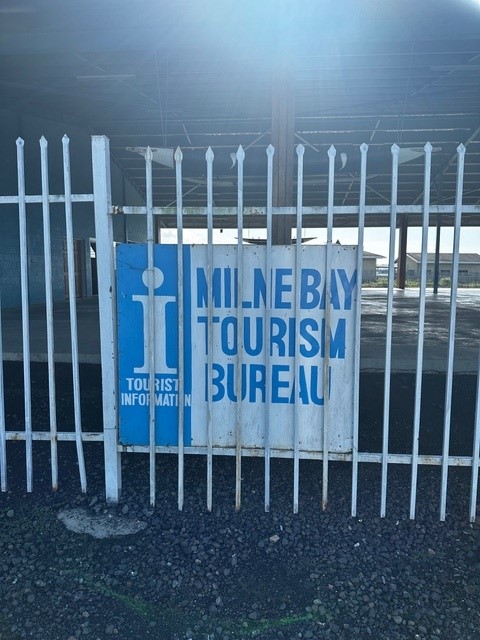 i
TOURIST
INFORMATION
MILNE BAY
TOURISM
BUREAU